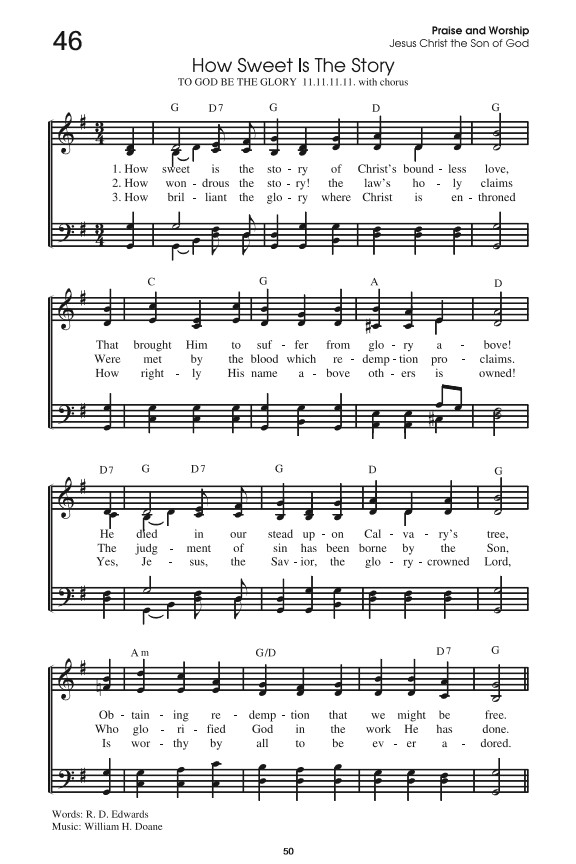 46
Praise and Worship
Jesus Christ the Son of God
How Sweet Is The Story
TO GOD BE THE GLORY 11.11.11.11. with chorus
G D7 G D G
1. How sweet is the sto - ry of Christ's bound - less love,
2. How won - drous the sto - ry! the law's ho - ly claims
3. How bril - liant the glo - ry where Christ is en - throned
C G A D
That brought Him to suf - fer from glo - ry a - bove!
Were met by the blood which re - demp - tion pro - claims.
How right - ly His name a - bove oth - ers is owned!
D7 G D7 G D G
He died in our stead up - on Cal - va - ry's tree,
The judg - ment of sin has been borne by the Son,
Yes, Je - sus, the Sav - ior, the glo - ry - crowned Lord,
Am G/D D7 G
Ob - tain - ing re - demp - tion that we might be free.
Who glo - ri - fied God in the work He has done.
Is wor - thy by all to be ev - er a - dored.
Words: R. D. Edwards
Music: William H. Doane
50